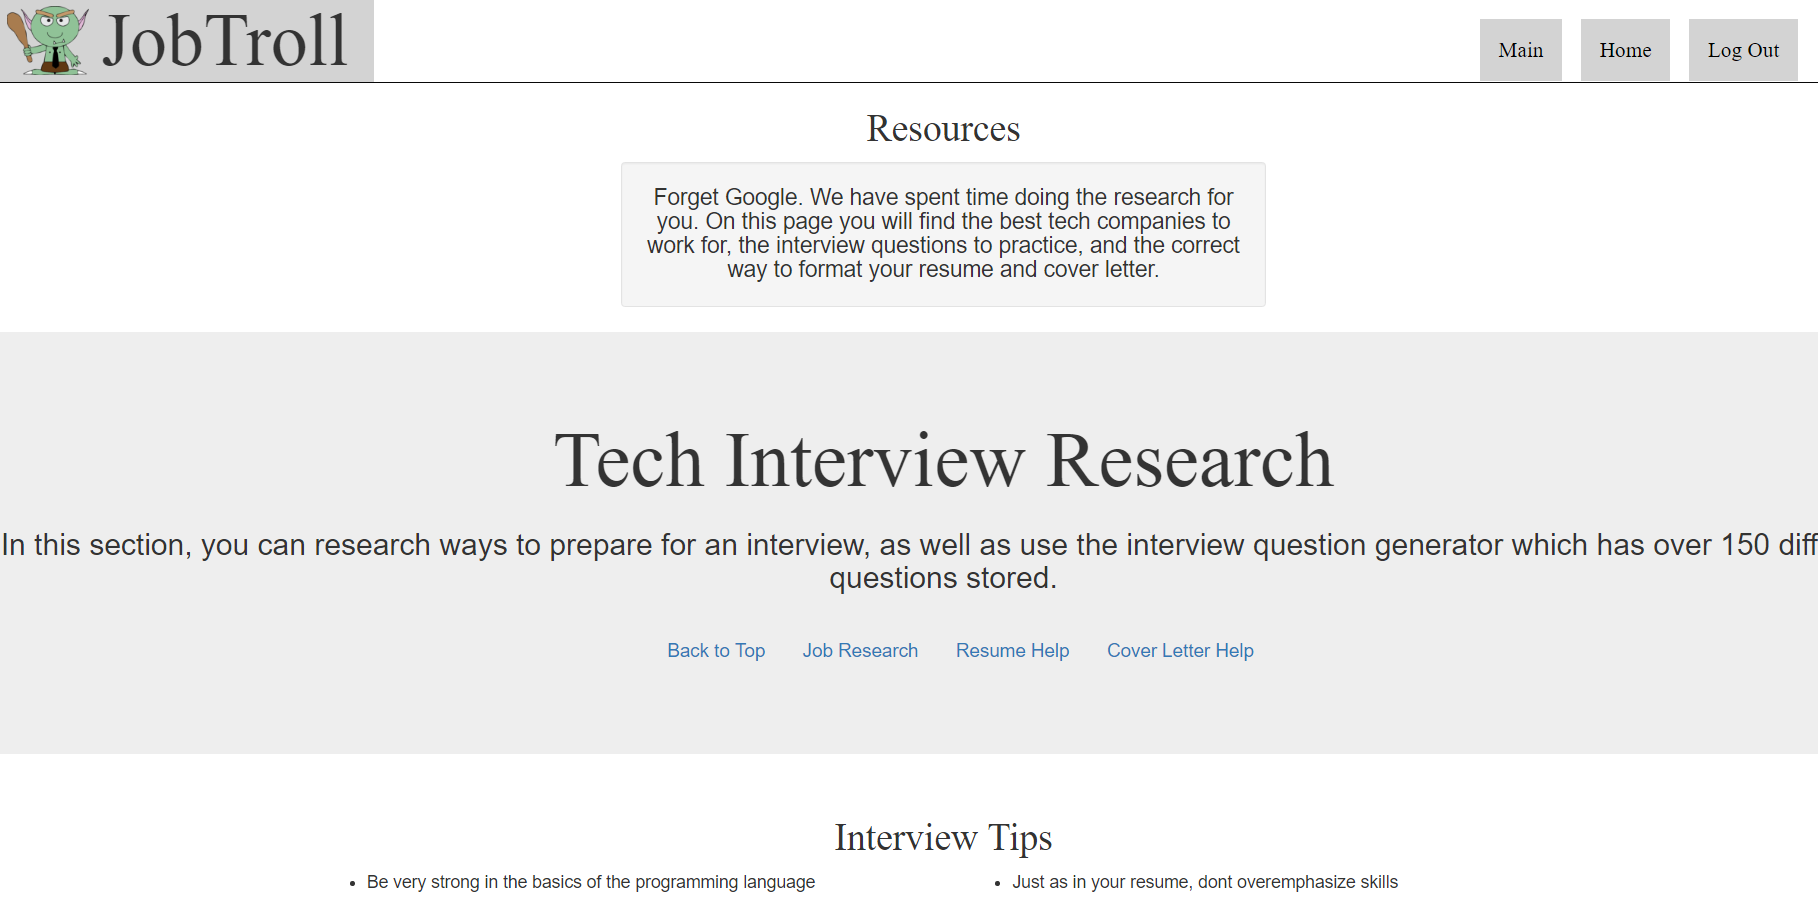 JobTroll
Main
Home
Log Out
Resources
Forget Google. We have spent time doing the research for
you. On this page you will find the best tech companies to
work for, the interview questions to practice, and the correct
way to format your resume and cover letter.
Tech Interview Research
In this section, you can research ways to prepare for an interview, as well as use the interview question generator which has over 150 diff
questions stored.
Back to Top
Job Research
Resume Help
Cover Letter Help
Interview Tips
• Be very strong in the basics of the programming language
• Just as in your resume, dont overemphasize skills